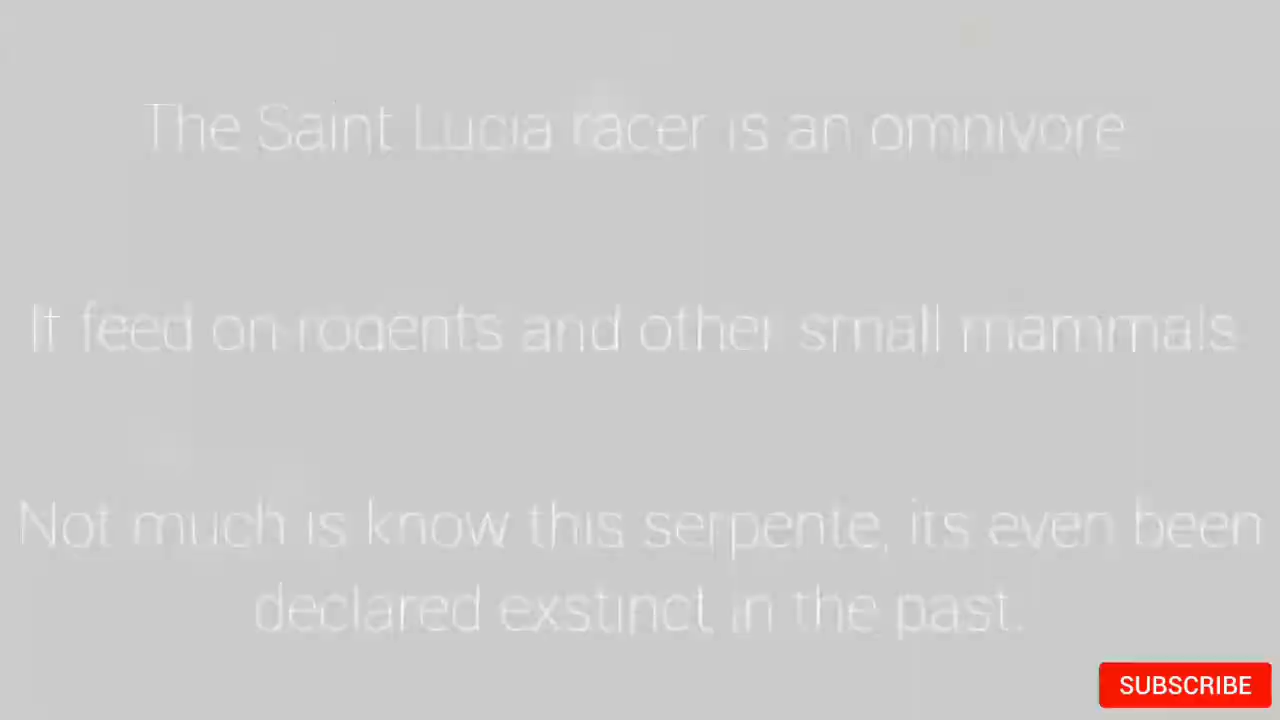 The Saint Lucia racer is an omnivore
It feed on rodents and other small mammals
Not much is know this serpente, its even been
declared exstinct in the past.
SUBSCRIBE